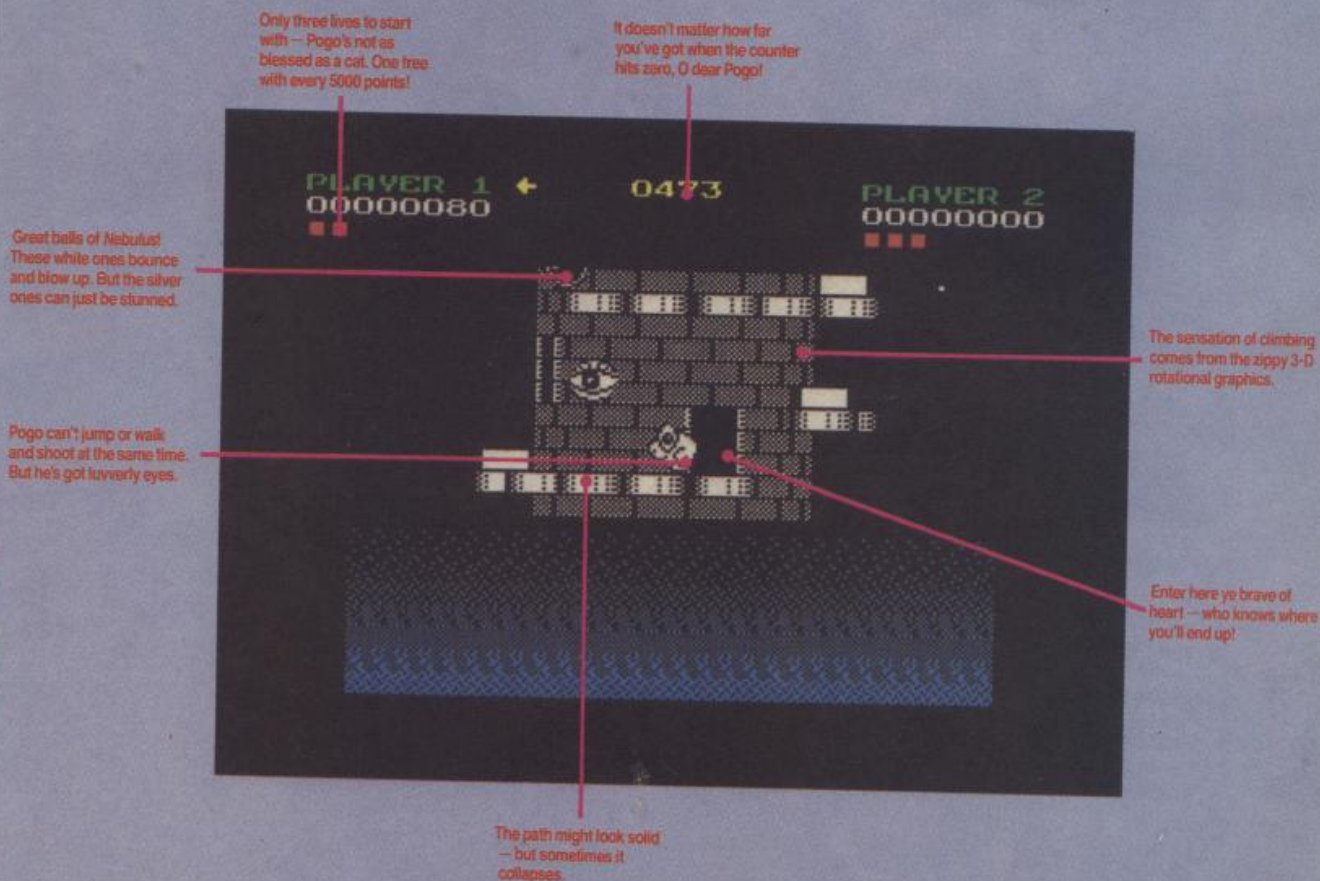 Only three lives to start
with — Pogo's not as
blessed as a cat. One free
with every 5000 points!
It doesn't matter how far
you've got when the counter
hits zero, O dear Pogo!
PLAYER 1 ← 0473 PLAYER 2
00000080 00000000
Great balls of Nebulus!
These white ones bounce
and blow up. But the silver
ones can just be stunned.
The sensation of climbing
comes from the zippy 3-D
rotational graphics.
Pogo can't jump or walk
and shoot at the same time.
But he's got luvverly eyes.
Enter here ye brave of
heart — who knows where
you'll end up!
The path might look solid
— but sometimes it
collapses.